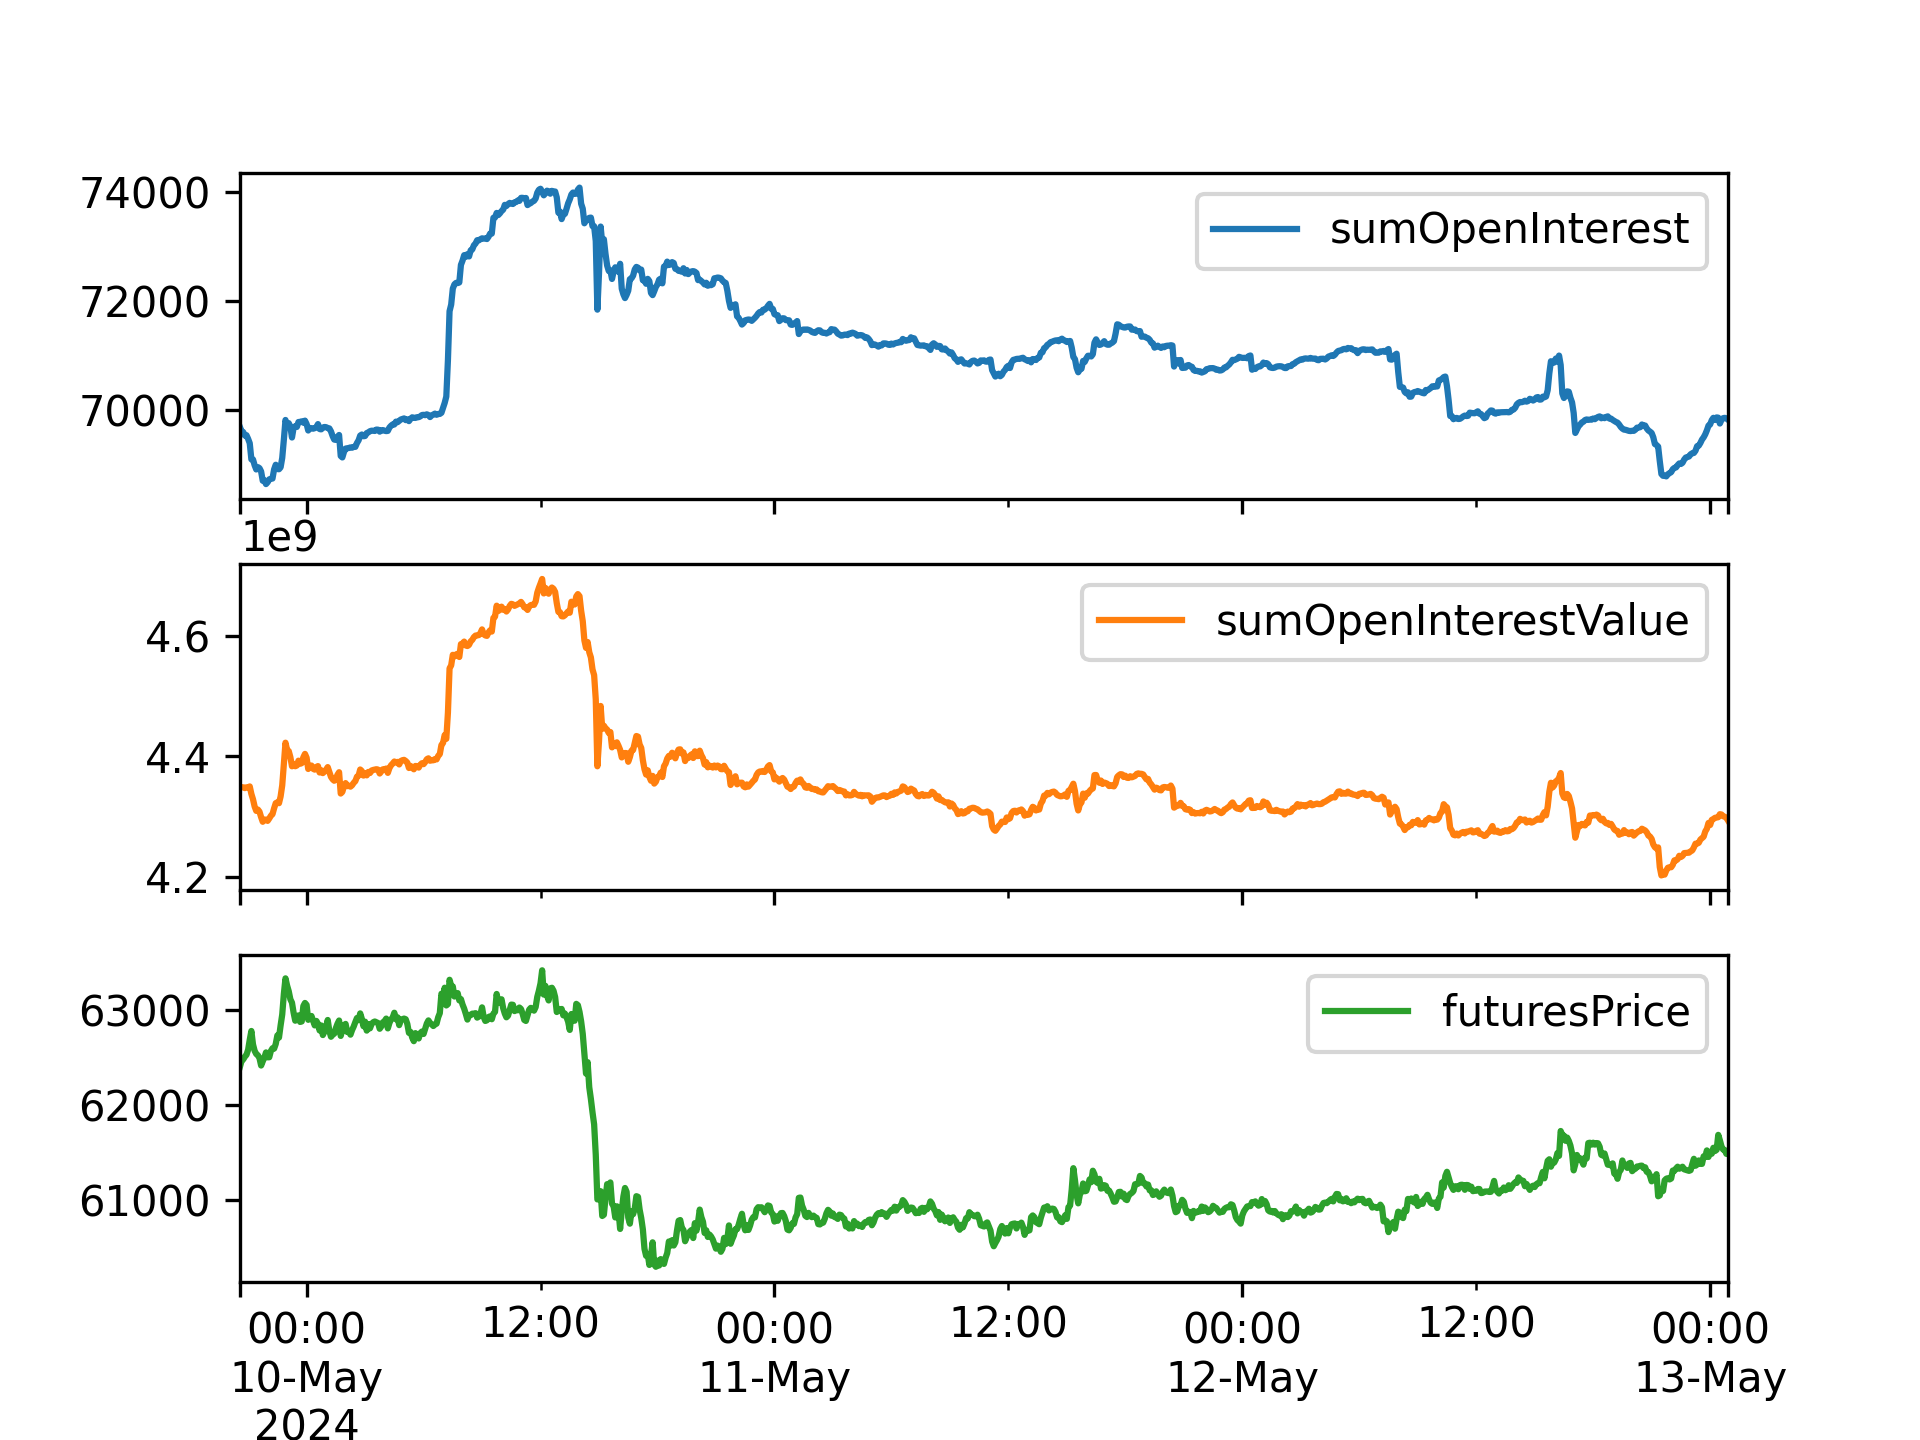 74000
72000
70000
sumOpenInterest
1e9
4.6
4.4
4.2
sumOpenInterestValue
63000
62000
61000
futuresPrice
00:00 12:00 00:00 12:00 00:00 12:00 00:00
10-May 11-May 12-May 13-May
2024